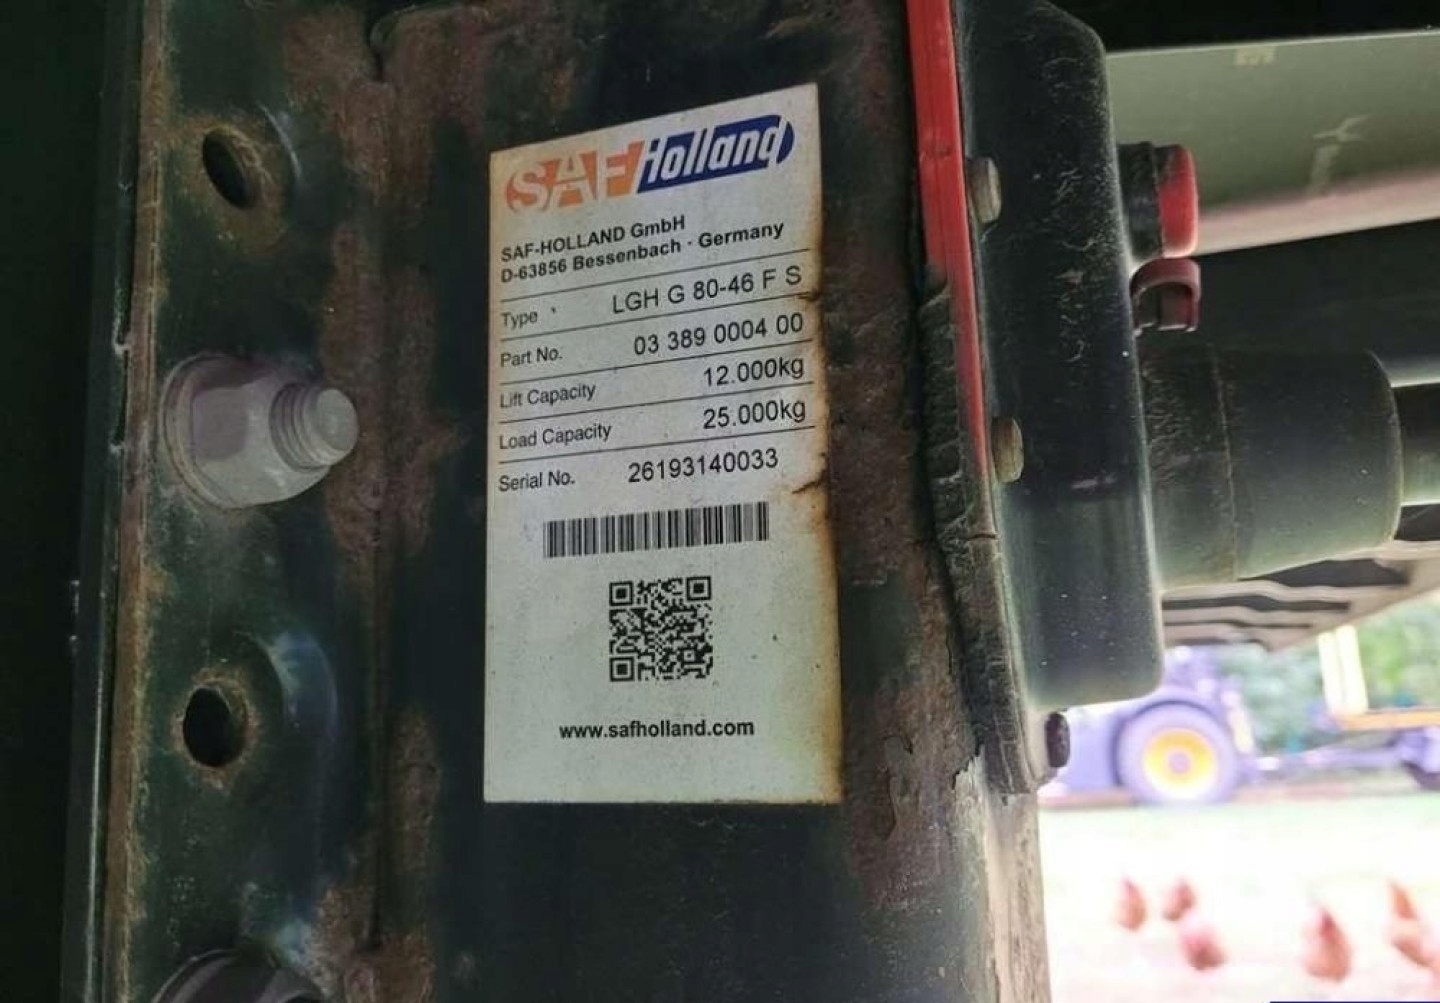 SAF Holland
SAF-HOLLAND GmbH
D-63856 Bessenbach · Germany
Type LGH G 80-46 F S
Part No. 03 389 0004 00
Lift Capacity 12.000kg
Load Capacity 25.000kg
Serial No. 26193140033
www.safholland.com